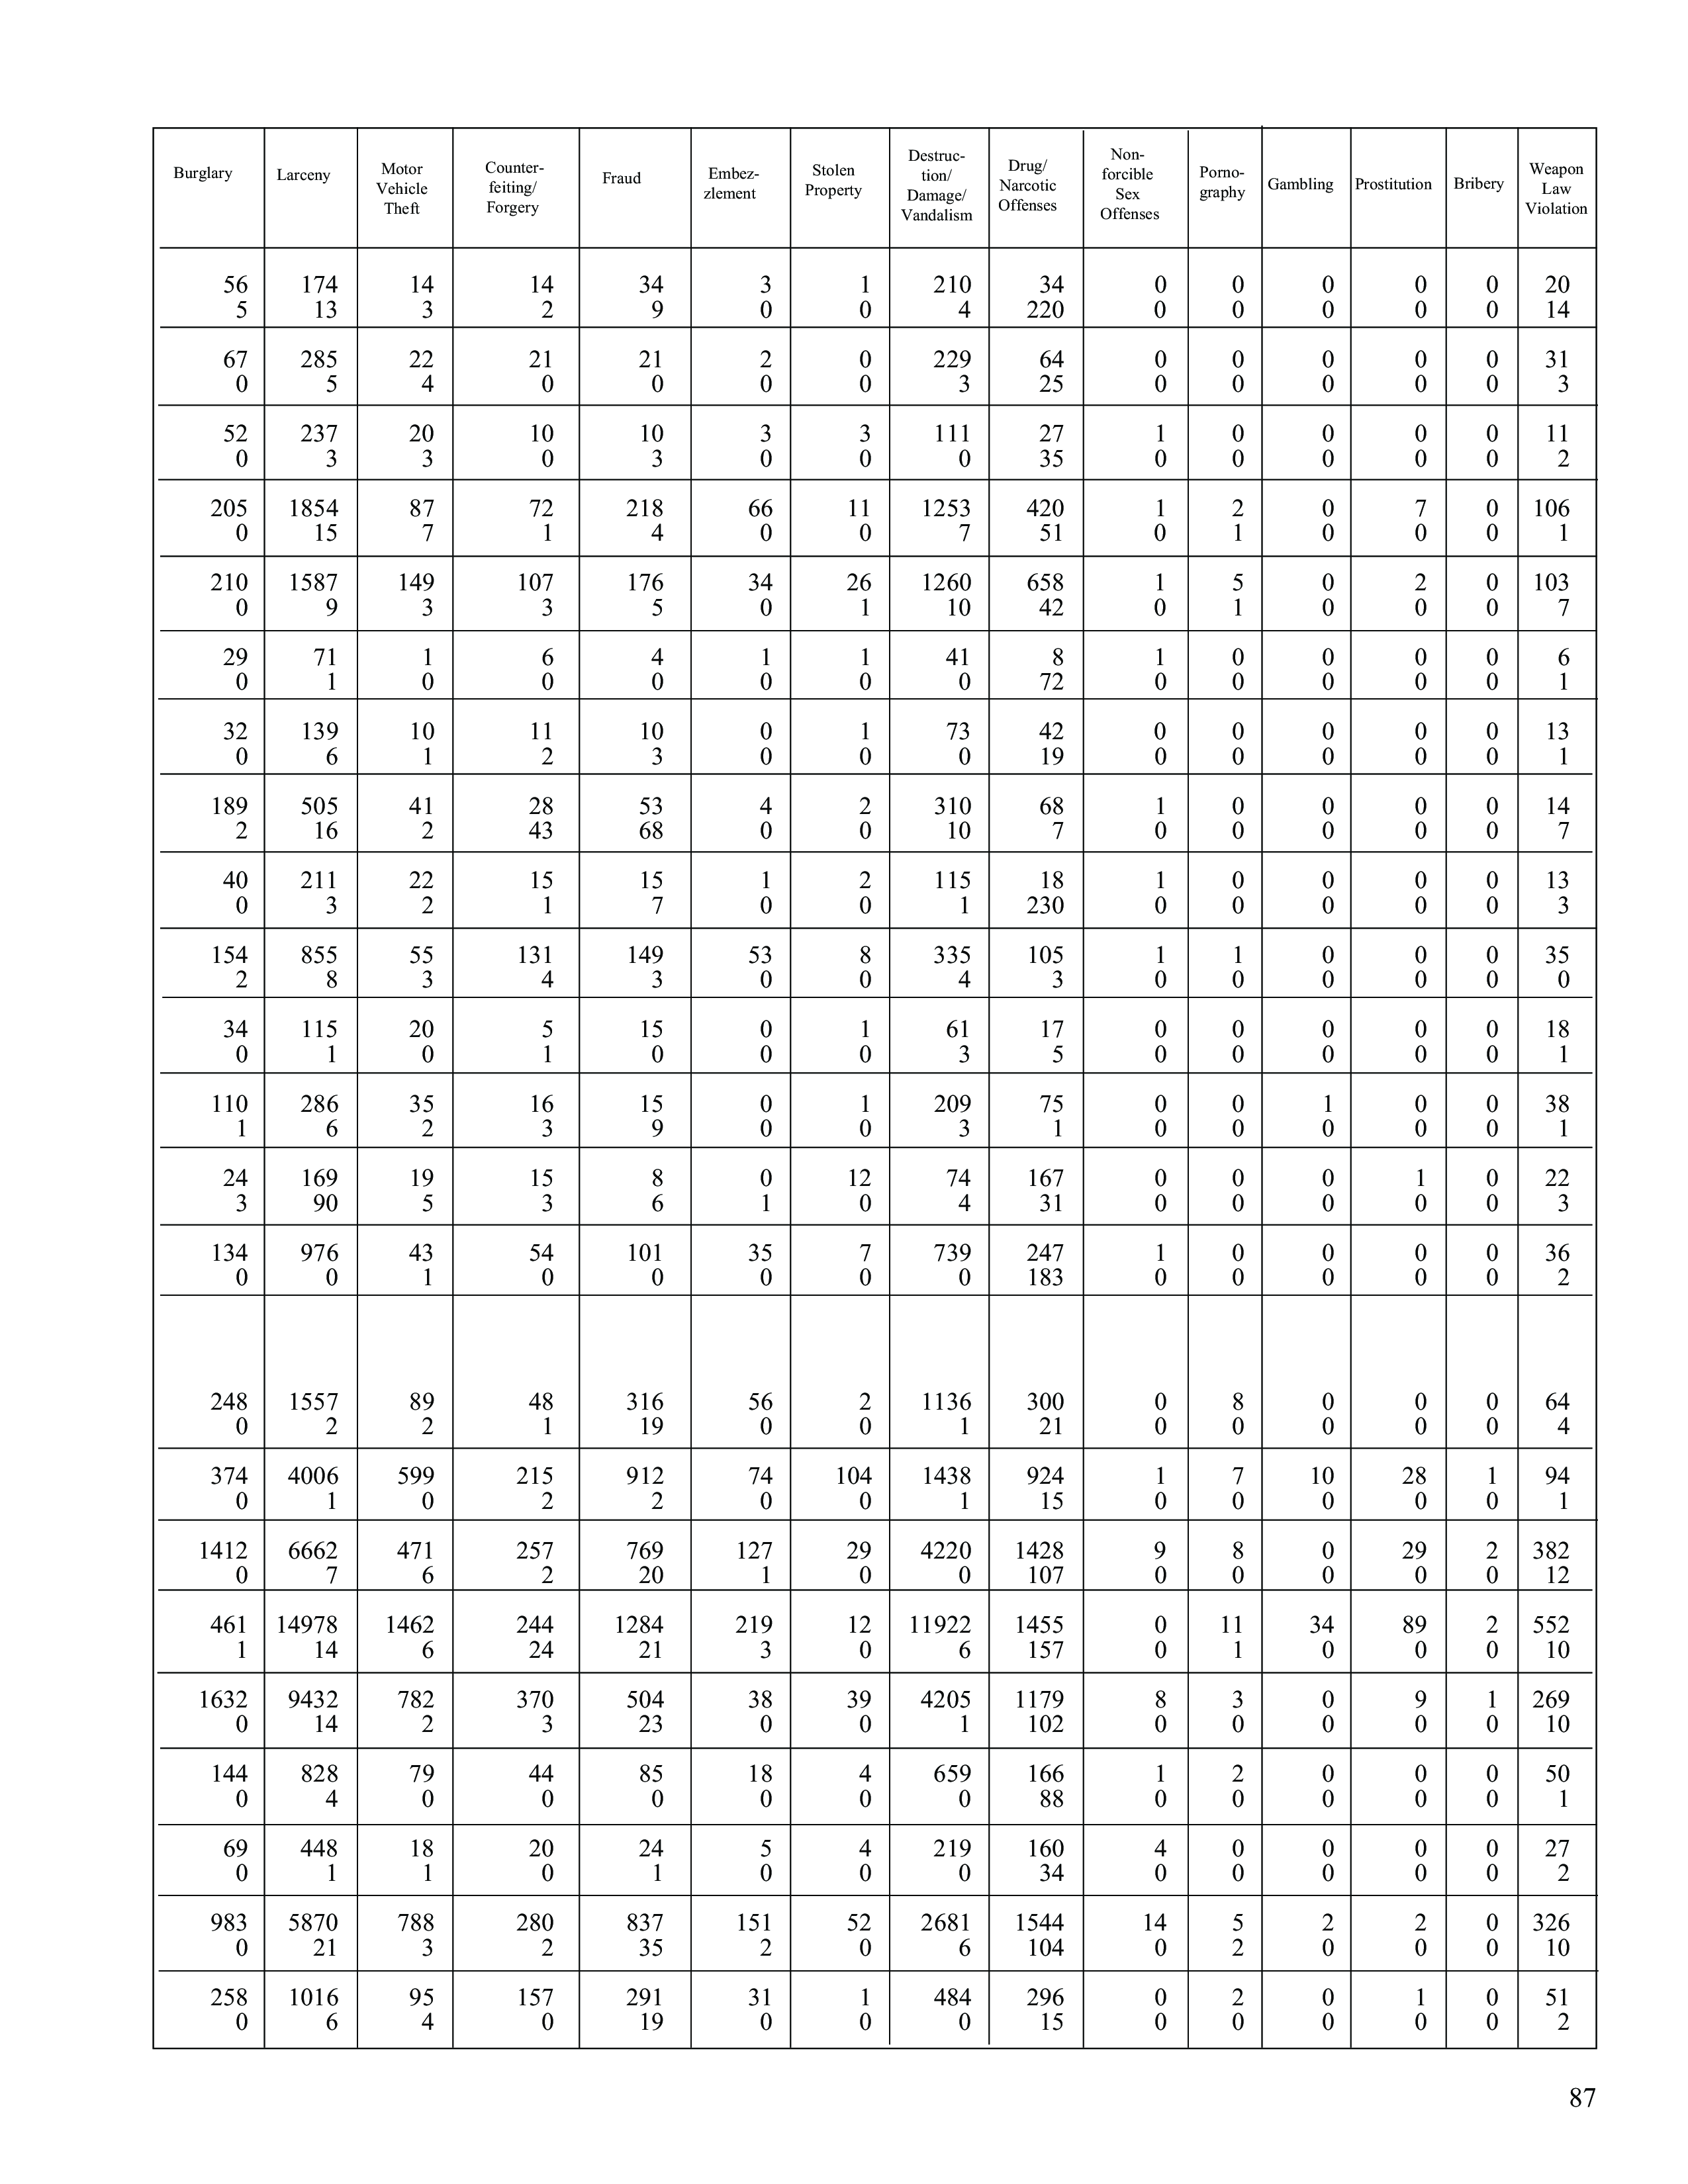 Burglary Larceny Motor Vehicle Theft Counter-feiting/ Forgery Fraud Embez-zlement Stolen Property Destruc-tion/ Damage/ Vandalism Drug/ Narcotic Offenses Non-forcible Sex Offenses Porno-graphy Gambling Prostitution Bribery Weapon Law Violation
56 174 14 14 34 3 1 210 34 0 0 0 0 0 20
5 13 3 2 9 0 0 4 220 0 0 0 0 0 14
67 285 22 21 21 2 0 229 64 0 0 0 0 0 31
0 5 4 0 0 0 0 3 25 0 0 0 0 0 3
52 237 20 10 10 3 3 111 27 1 0 0 0 0 11
0 3 3 0 3 0 0 0 35 0 0 0 0 0 2
205 1854 87 72 218 66 11 1253 420 1 2 0 7 0 106
0 15 7 1 4 0 0 7 51 0 1 0 0 0 1
210 1587 149 107 176 34 26 1260 658 1 5 0 2 0 103
0 9 3 3 5 0 1 10 42 0 1 0 0 0 7
29 71 1 6 4 1 1 41 8 1 0 0 0 0 6
0 1 0 0 0 0 0 0 72 0 0 0 0 0 1
32 139 10 11 10 0 1 73 42 0 0 0 0 0 13
0 6 1 2 3 0 0 0 19 0 0 0 0 0 1
189 505 41 28 53 4 2 310 68 1 0 0 0 0 14
2 16 2 43 68 0 0 10 7 0 0 0 0 0 7
40 211 22 15 15 1 2 115 18 1 0 0 0 0 13
0 3 2 1 7 0 0 1 230 0 0 0 0 0 3
154 855 55 131 149 53 8 335 105 1 1 0 0 0 35
2 8 3 4 3 0 0 4 3 0 0 0 0 0 0
34 115 20 5 15 0 1 61 17 0 0 0 0 0 18
0 1 0 1 0 0 0 3 5 0 0 0 0 0 1
110 286 35 16 15 0 1 209 75 0 0 1 0 0 38
1 6 2 3 9 0 0 3 1 0 0 0 0 0 1
24 169 19 15 8 0 12 74 167 0 0 0 1 0 22
3 90 5 3 6 1 0 4 31 0 0 0 0 0 3
134 976 43 54 101 35 7 739 247 1 0 0 0 0 36
0 0 1 0 0 0 0 0 183 0 0 0 0 0 2
248 1557 89 48 316 56 2 1136 300 0 8 0 0 0 64
0 2 2 1 19 0 0 1 21 0 0 0 0 0 4
374 4006 599 215 912 74 104 1438 924 1 7 10 28 1 94
0 1 0 2 2 0 0 1 15 0 0 0 0 0 1
1412 6662 471 257 769 127 29 4220 1428 9 8 0 29 2 382
0 7 6 2 20 1 0 0 107 0 0 0 0 0 12
461 14978 1462 244 1284 219 12 11922 1455 0 11 34 89 2 552
1 14 6 24 21 3 0 6 157 0 1 0 0 0 10
1632 9432 782 370 504 38 39 4205 1179 8 3 0 9 1 269
0 14 2 3 23 0 0 1 102 0 0 0 0 0 10
144 828 79 44 85 18 4 659 166 1 2 0 0 0 50
0 4 0 0 0 0 0 0 88 0 0 0 0 0 1
69 448 18 20 24 5 4 219 160 4 0 0 0 0 27
0 1 1 0 1 0 0 0 34 0 0 0 0 0 2
983 5870 788 280 837 151 52 2681 1544 14 5 2 2 0 326
0 21 3 2 35 2 0 6 104 0 2 0 0 0 10
258 1016 95 157 291 31 1 484 296 0 2 0 1 0 51
0 6 4 0 19 0 0 0 15 0 0 0 0 0 2
87